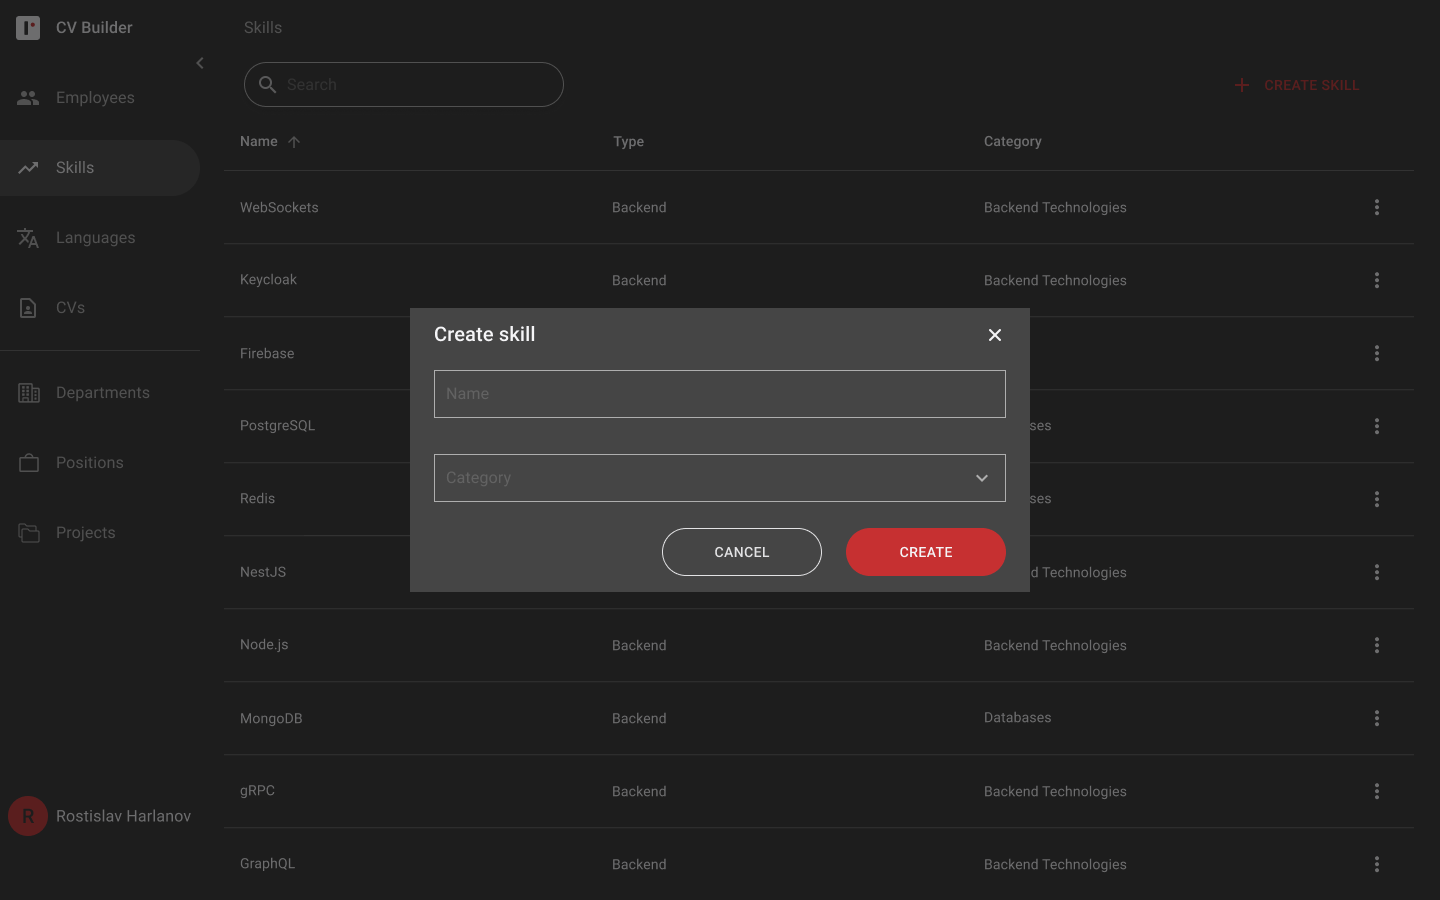 CV Builder
Skills
Employees
Skills
Languages
CVs
Departments
Positions
Projects
R Rostislav Harlanov
Search
CREATE SKILL
Name Type Category
WebSockets Backend Backend Technologies
Keycloak Backend Backend Technologies
Firebase
PostgreSQL ses
Redis ses
NestJS d Technologies
Node.js Backend Backend Technologies
MongoDB Backend Databases
gRPC Backend Backend Technologies
GraphQL Backend Backend Technologies
Create skill
Name
Category
CANCEL CREATE